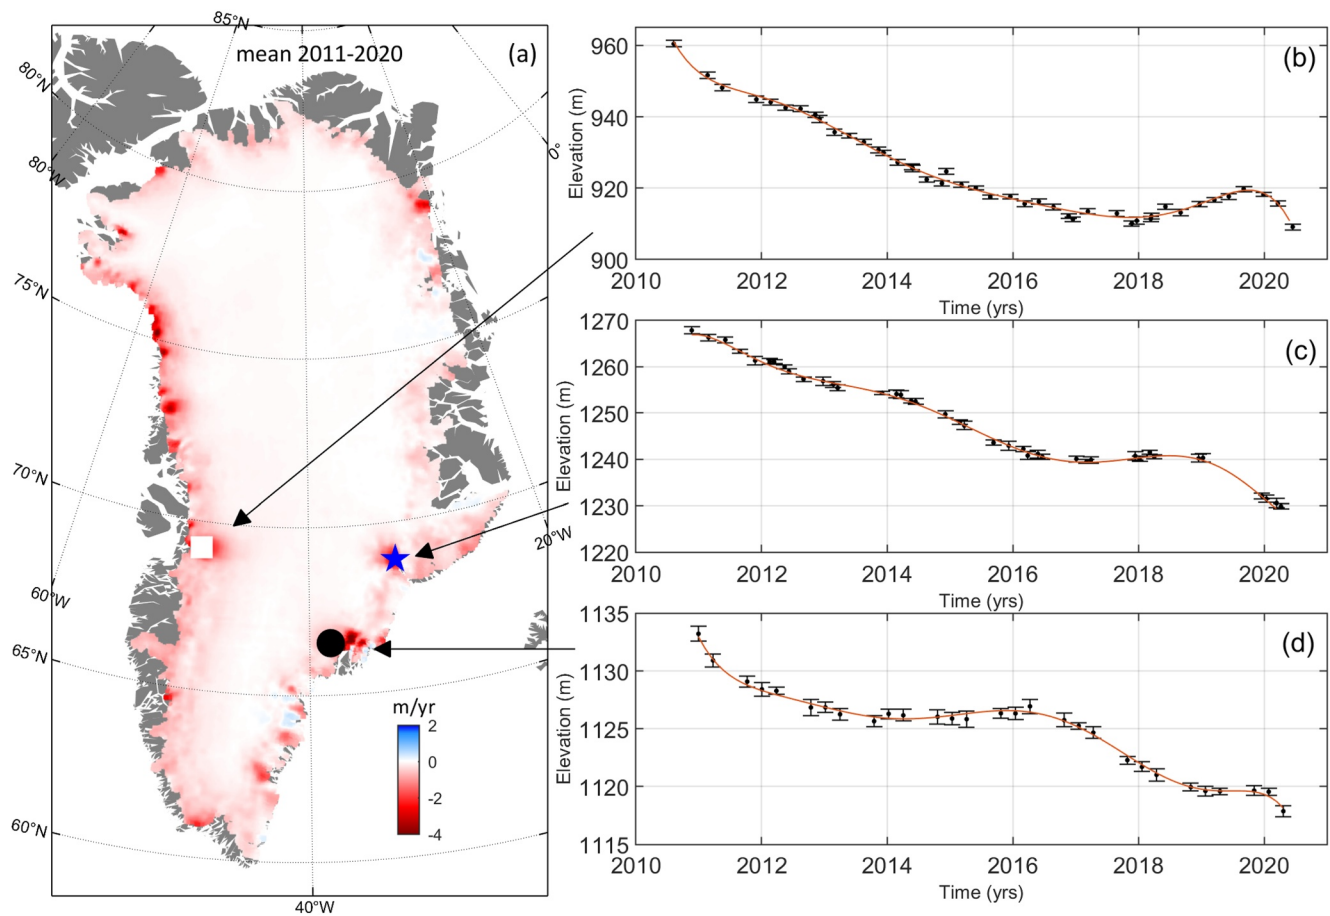 mean 2011-2020
(a)
85°N
80°N
80°W
75°N
70°N
60°W
65°N
60°N
40°W
0°
20°W
m/yr
2
0
-2
-4
(b)
Elevation (m)
960
940
920
900
2010 2012 2014 2016 2018 2020
Time (yrs)
(c)
Elevation (m)
1270
1260
1250
1240
1230
1220
2010 2012 2014 2016 2018 2020
Time (yrs)
(d)
Elevation (m)
1135
1130
1125
1120
1115
2010 2012 2014 2016 2018 2020
Time (yrs)